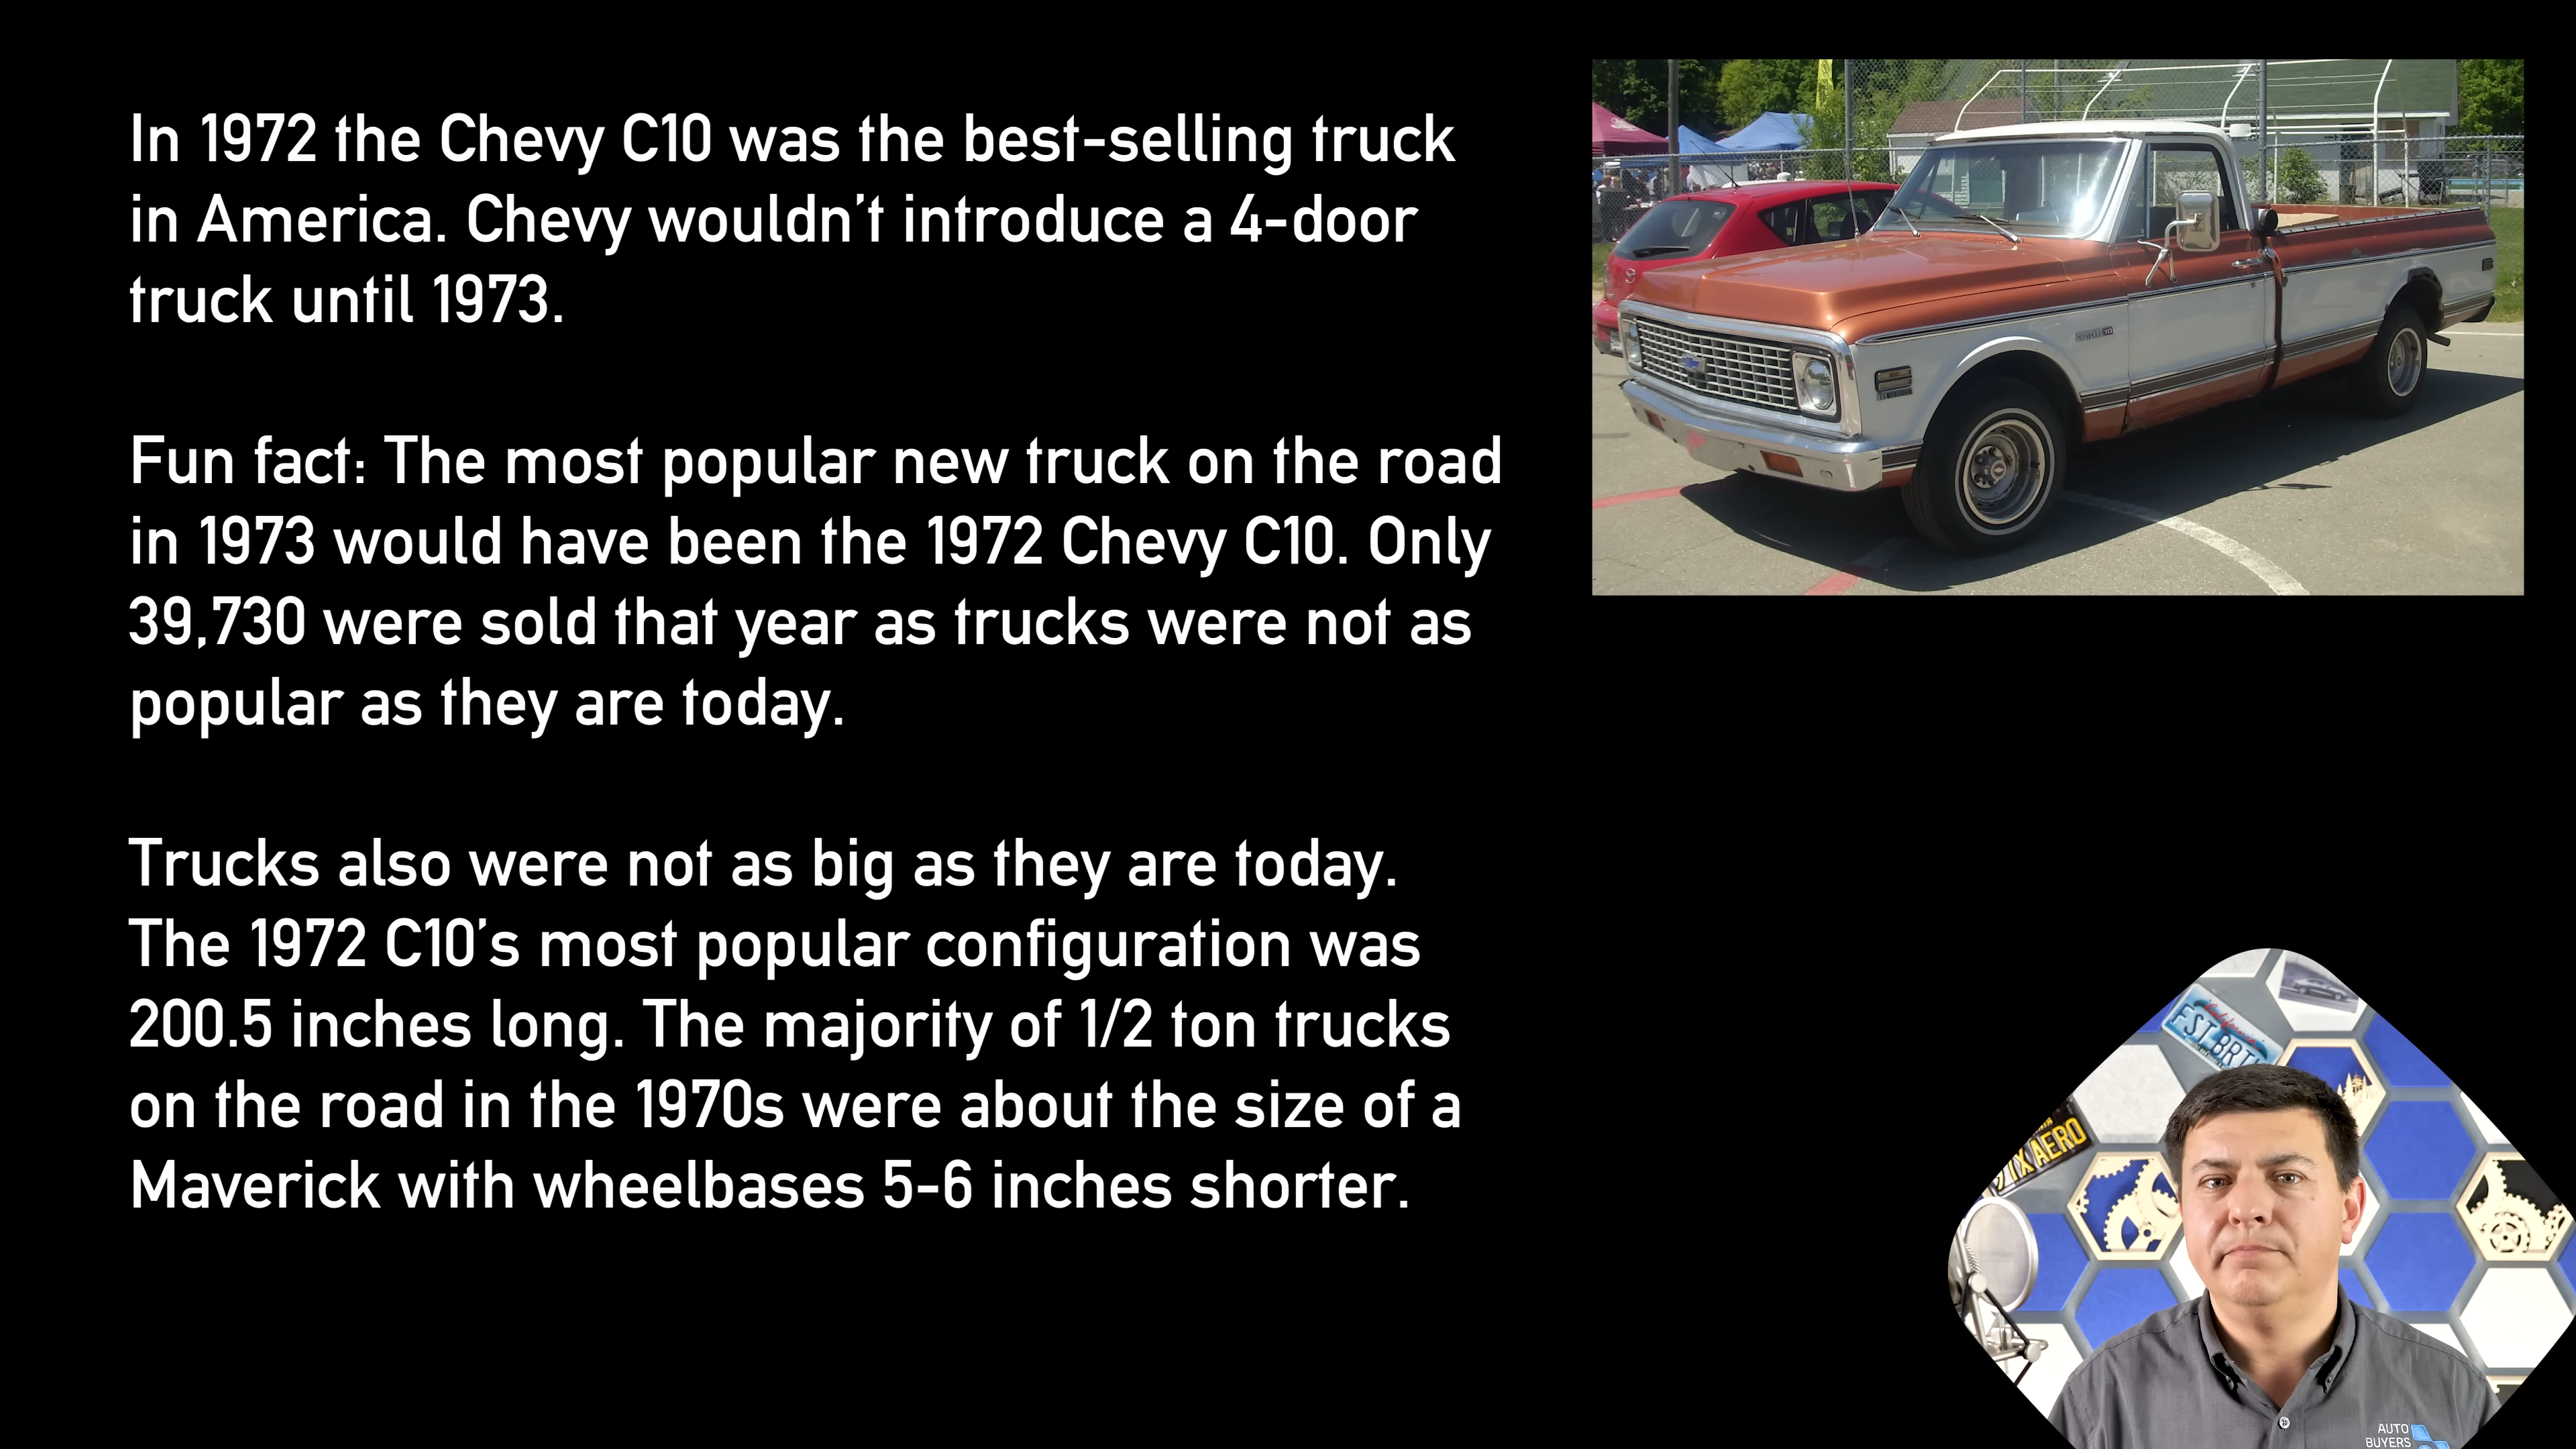 In 1972 the Chevy C10 was the best-selling truck
in America. Chevy wouldn't introduce a 4-door
truck until 1973.
Fun fact: The most popular new truck on the road
in 1973 would have been the 1972 Chevy C10. Only
39,730 were sold that year as trucks were not as
popular as they are today.
Trucks also were not as big as they are today.
The 1972 C10's most popular configuration was
200.5 inches long. The majority of 1/2 ton trucks
on the road in the 1970s were about the size of a
Maverick with wheelbases 5-6 inches shorter.
California
FST BRT
TX AERO
AUTO
BUYERS